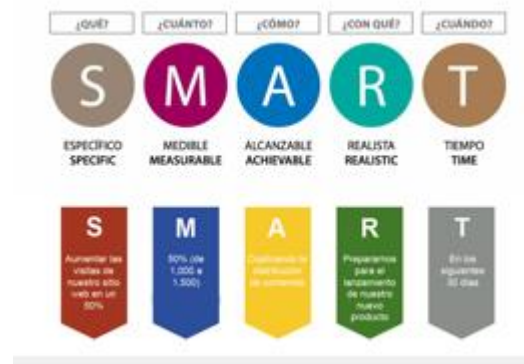 ¿QUÉ?
¿CUÁNTO?
¿CÓMO?
¿CON QUÉ?
¿CUÁNDO?
S
M
A
R
T
ESPECÍFICO
SPECIFIC
MEDIBLE
MEASURABLE
ALCANZABLE
ACHIEVABLE
REALISTA
REALISTIC
TIEMPO
TIME
S
Aumentar las
visitas de
nuestro sitio
web en un
50%
M
50% (de
1,000 a
1,500)
A
R
Preparamos
para el
lanzamiento
de nuestro
nuevo
producto
T
En los
siguientes
30 días